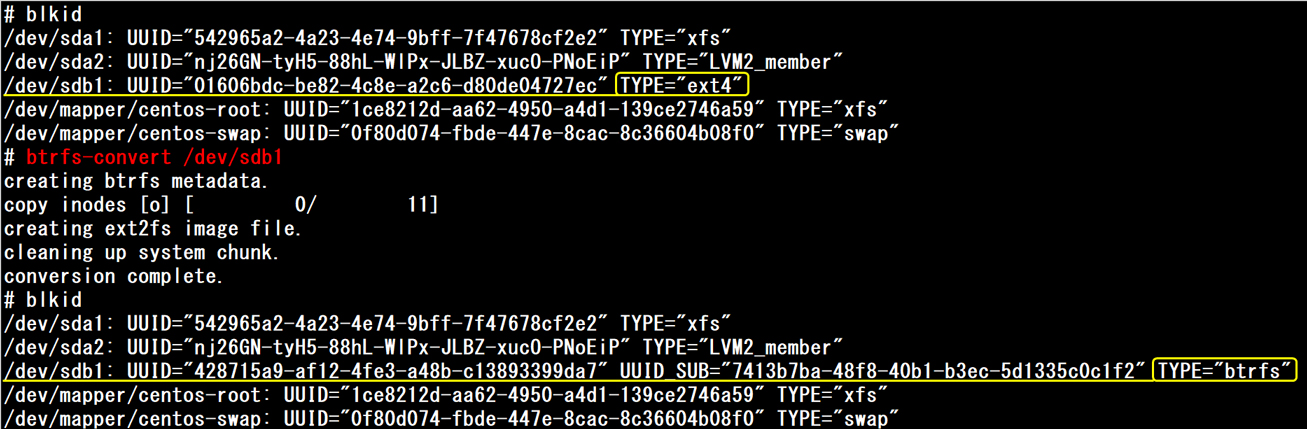 # blkid
/dev/sda1: UUID="542965a2-4a23-4e74-9bff-7f47678cf2e2" TYPE="xfs"
/dev/sda2: UUID="nj26GN-tyH5-88hL-WlPx-JLBZ-xucO-PNoEiP" TYPE="LVM2_member"
/dev/sdb1: UUID="01606bdc-be82-4c8e-a2c6-d80de04727ec" TYPE="ext4"
/dev/mapper/centos-root: UUID="1ce8212d-aa62-4950-a4d1-139ce2746a59" TYPE="xfs"
/dev/mapper/centos-swap: UUID="0f80d074-fbde-447e-8cac-8c36604b08f0" TYPE="swap"
# btrfs-convert /dev/sdb1
creating btrfs metadata.
copy inodes [o] [         0/        11]
creating ext2fs image file.
cleaning up system chunk.
conversion complete.
# blkid
/dev/sda1: UUID="542965a2-4a23-4e74-9bff-7f47678cf2e2" TYPE="xfs"
/dev/sda2: UUID="nj26GN-tyH5-88hL-WlPx-JLBZ-xucO-PNoEiP" TYPE="LVM2_member"
/dev/sdb1: UUID="428715a9-af12-4fe3-a48b-c13893399da7" UUID_SUB="7413b7ba-48f8-40b1-b3ec-5d1335c0c1f2" TYPE="btrfs"
/dev/mapper/centos-root: UUID="1ce8212d-aa62-4950-a4d1-139ce2746a59" TYPE="xfs"
/dev/mapper/centos-swap: UUID="0f80d074-fbde-447e-8cac-8c36604b08f0" TYPE="swap"